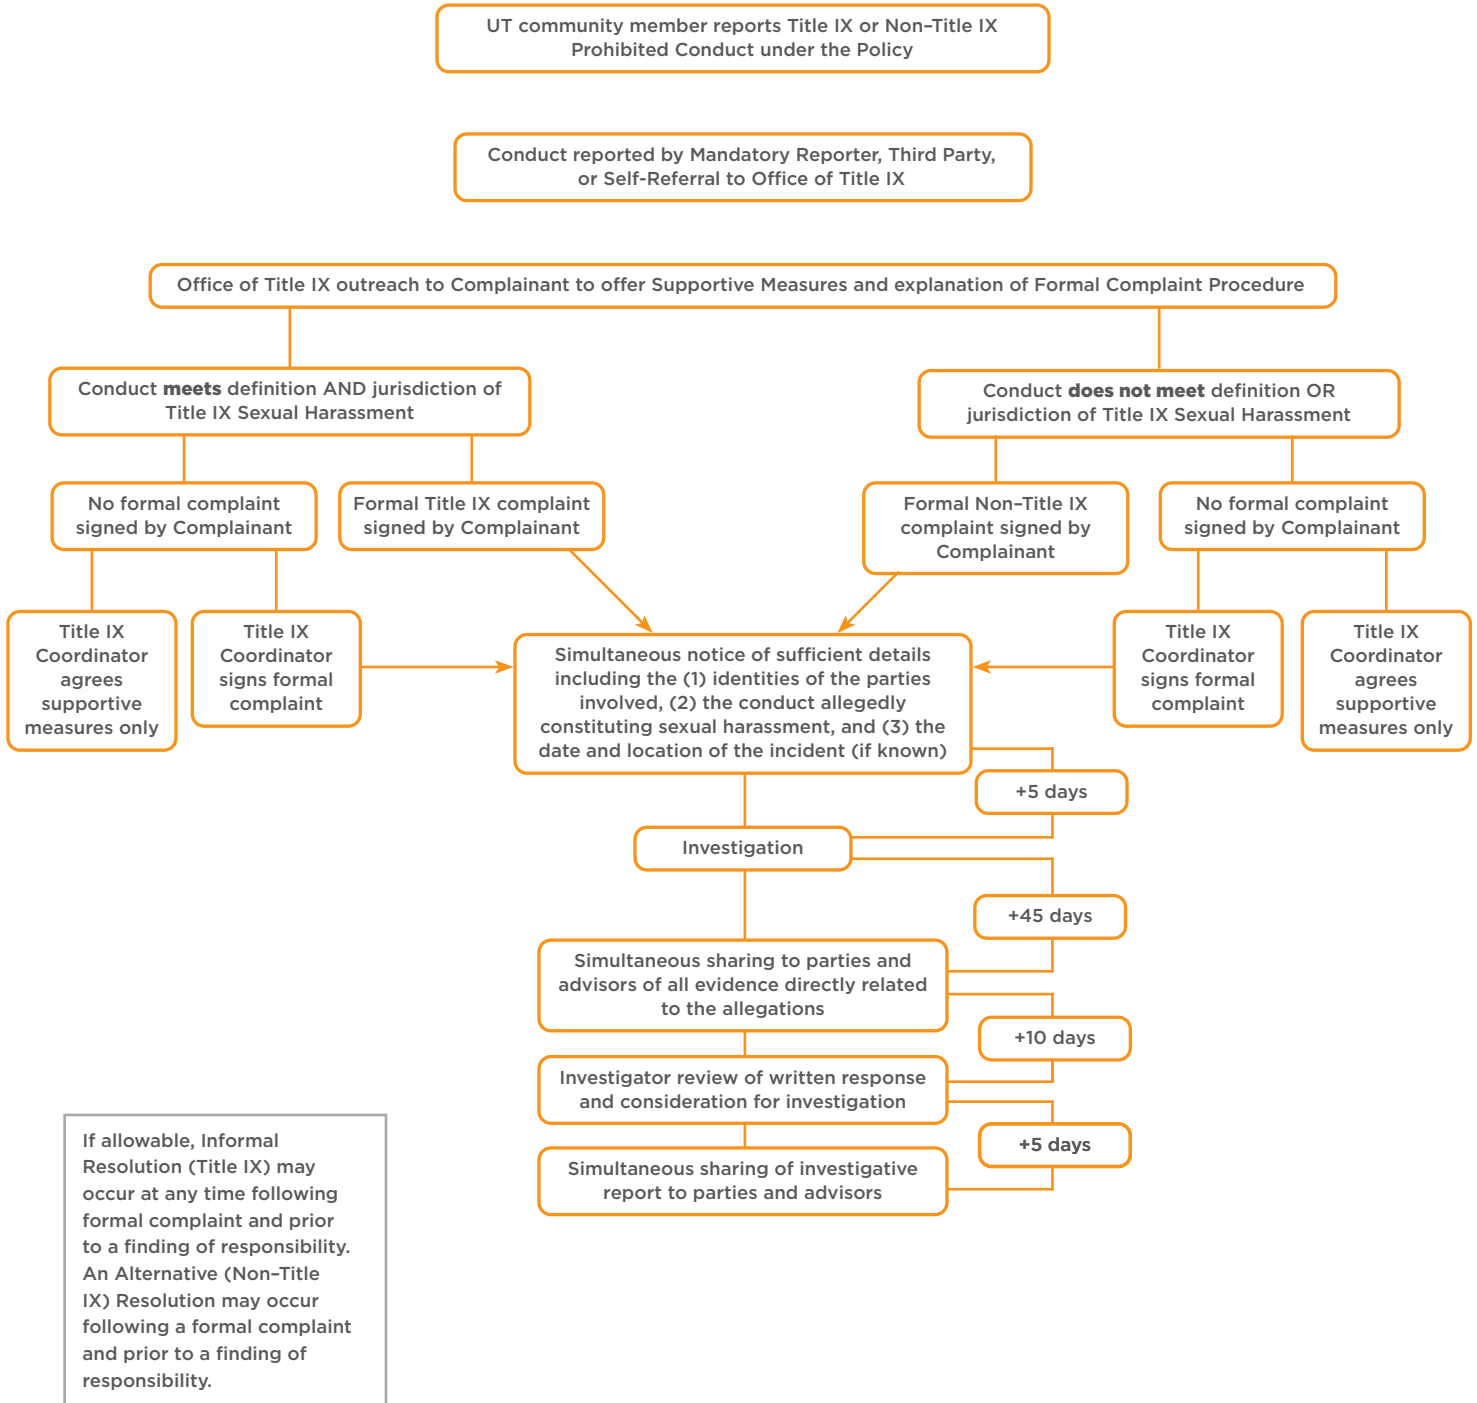 UT community member reports Title IX or Non–Title IX
Prohibited Conduct under the Policy
Conduct reported by Mandatory Reporter, Third Party,
or Self-Referral to Office of Title IX
Office of Title IX outreach to Complainant to offer Supportive Measures and explanation of Formal Complaint Procedure
Conduct meets definition AND jurisdiction of
Title IX Sexual Harassment
Conduct does not meet definition OR
jurisdiction of Title IX Sexual Harassment
No formal complaint
signed by Complainant
Formal Title IX complaint
signed by Complainant
Formal Non–Title IX
complaint signed by
Complainant
No formal complaint
signed by Complainant
Title IX
Coordinator
agrees
supportive
measures only
Title IX
Coordinator
signs formal
complaint
Simultaneous notice of sufficient details
including the (1) identities of the parties
involved, (2) the conduct allegedly
constituting sexual harassment, and (3) the
date and location of the incident (if known)
Title IX
Coordinator
signs formal
complaint
Title IX
Coordinator
agrees
supportive
measures only
+5 days
Investigation
+45 days
Simultaneous sharing to parties and
advisors of all evidence directly related
to the allegations
+10 days
Investigator review of written response
and consideration for investigation
+5 days
Simultaneous sharing of investigative
report to parties and advisors
If allowable, Informal
Resolution (Title IX) may
occur at any time following
formal complaint and prior
to a finding of responsibility.
An Alternative (Non–Title
IX) Resolution may occur
following a formal complaint
and prior to a finding of
responsibility.